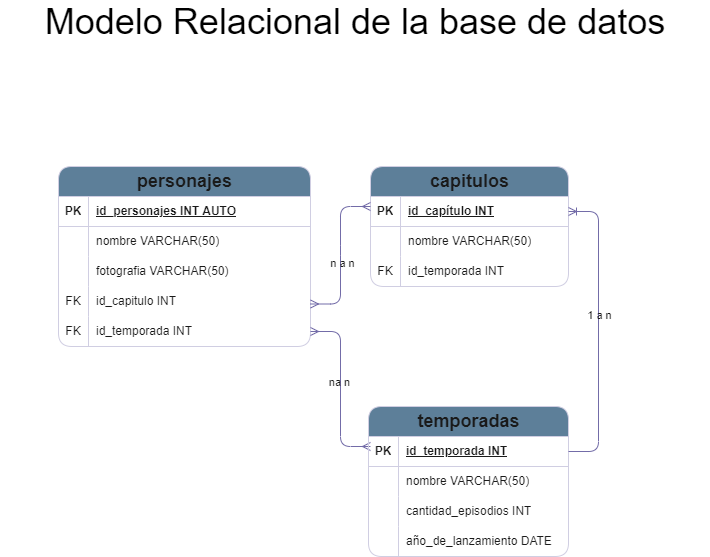 Modelo Relacional de la base de datos
personajes
PK id_personajes INT AUTO
nombre VARCHAR(50)
fotografia VARCHAR(50)
FK id_capitulo INT
FK id_temporada INT
capitulos
PK id_capítulo INT
nombre VARCHAR(50)
FK id_temporada INT
n a n
1 a n
na n
temporadas
PK id_temporada INT
nombre VARCHAR(50)
cantidad_episodios INT
año_de_lanzamiento DATE